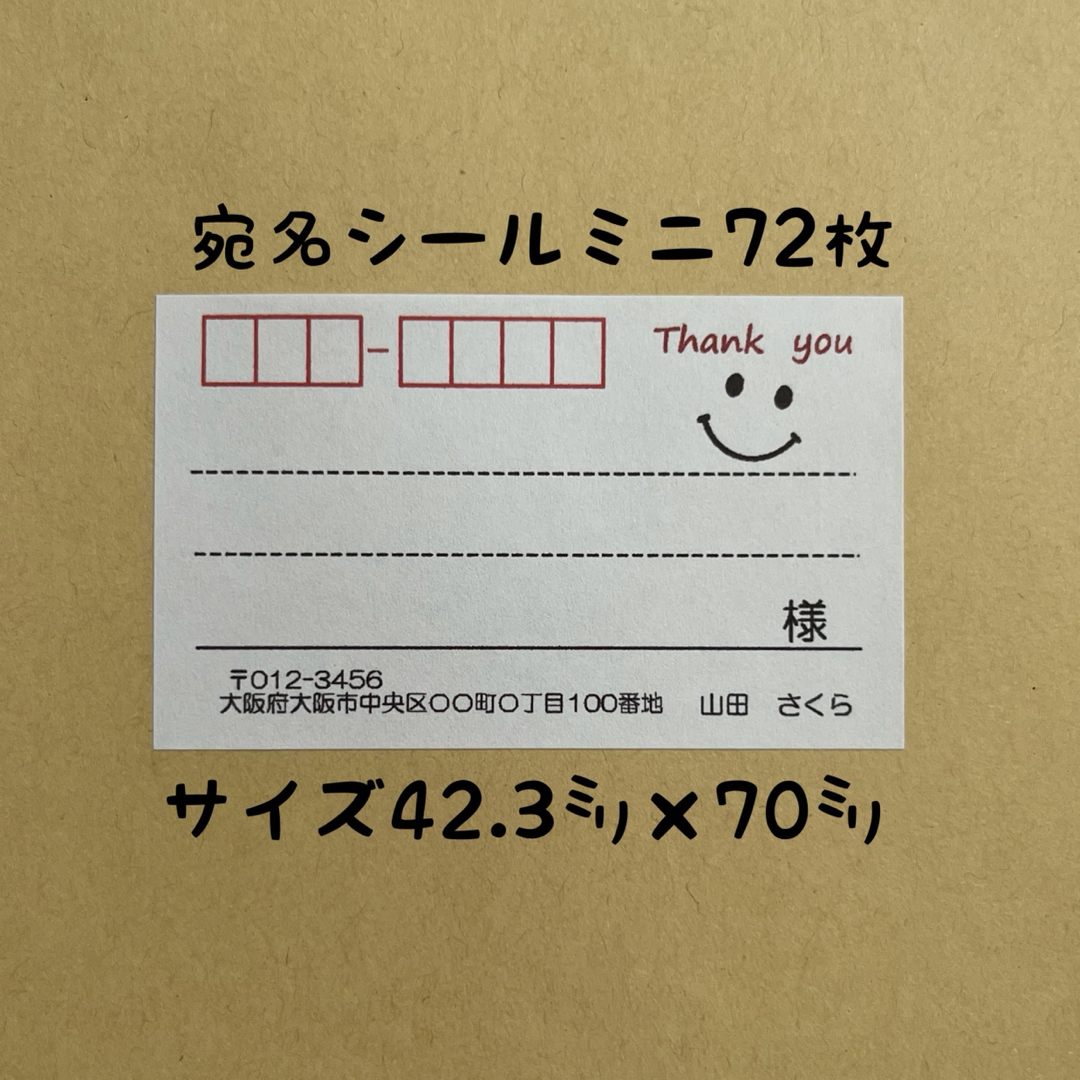 宛名シールミニ72枚
Thank you
様
〒012-3456
大阪府大阪市中央区〇〇町〇丁目100番地　山田　さくら
サイズ42.3㍉×70㍉